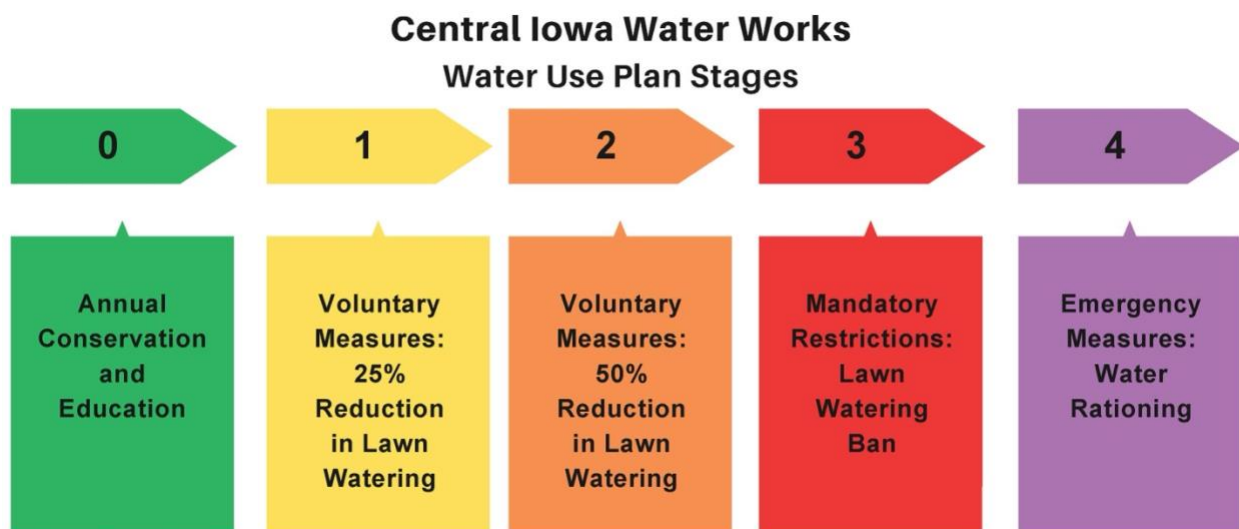 Central Iowa Water Works
Water Use Plan Stages
0
1
2
3
4
Annual
Conservation
and
Education
Voluntary
Measures:
25%
Reduction
in Lawn
Watering
Voluntary
Measures:
50%
Reduction
in Lawn
Watering
Mandatory
Restrictions:
Lawn
Watering
Ban
Emergency
Measures:
Water
Rationing